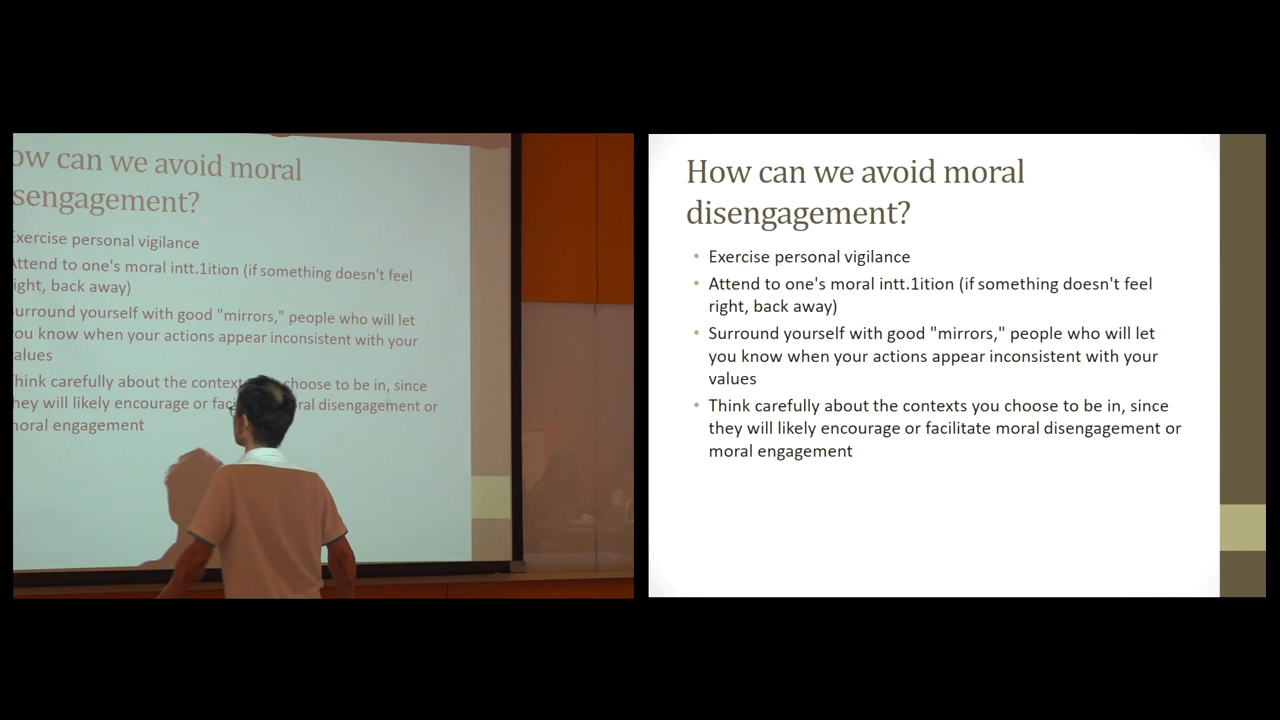 ow can we avoid moral
sengagement?
Exercise personal vigilance
Attend to one's moral intt.1ition (if something doesn't feel
ight, back away)
urround yourself with good "mirrors," people who will let
ou know when your actions appear inconsistent with your
alues
hink carefully about the context choose to be in, since
hey will likely encourage or faci oral disengagement or
moral engagement
How can we avoid moral
disengagement?
• Exercise personal vigilance
• Attend to one's moral intt.1ition (if something doesn't feel
right, back away)
• Surround yourself with good "mirrors," people who will let
you know when your actions appear inconsistent with your
values
• Think carefully about the contexts you choose to be in, since
they will likely encourage or facilitate moral disengagement or
moral engagement